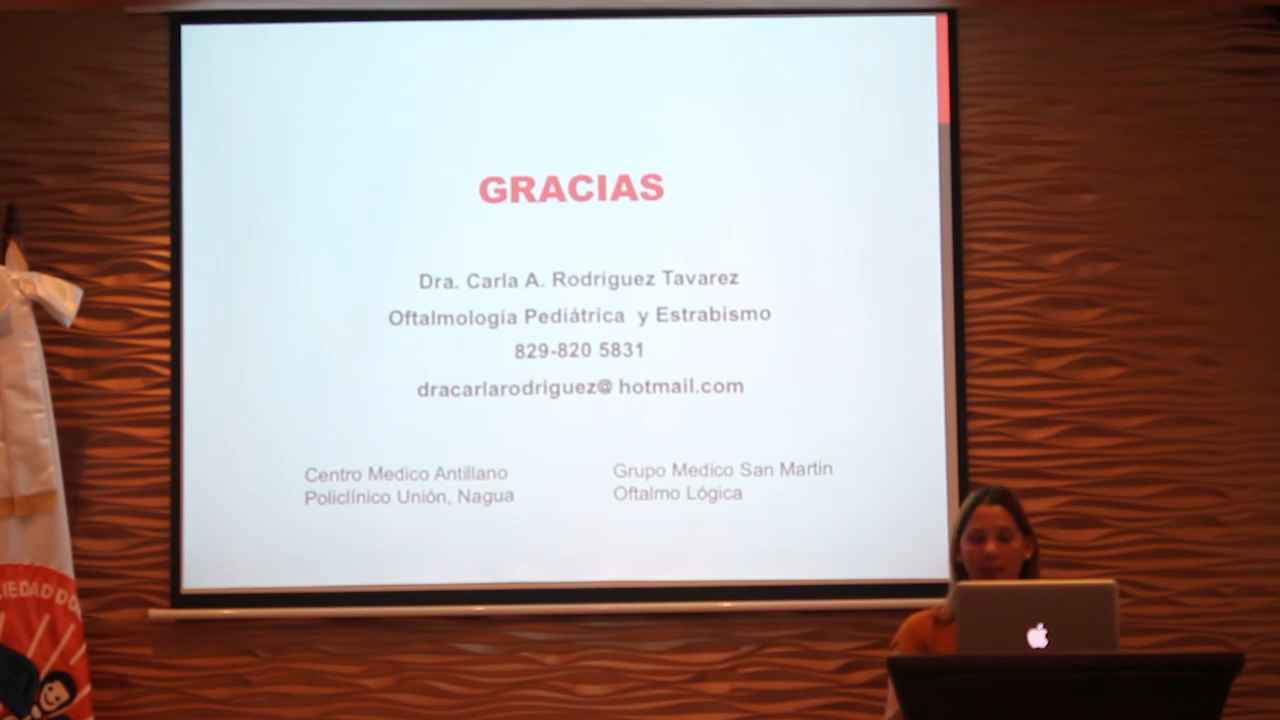 GRACIAS
Dra. Carla A. Rodriguez Tavarez
Oftalmología Pediátrica y Estrabismo
829-820 5831
dracarlarodriguez@ hotmail.com
Centro Medico Antillano
Policlínico Unión, Nagua
Grupo Medico San Martin
Oftalmo Lógica